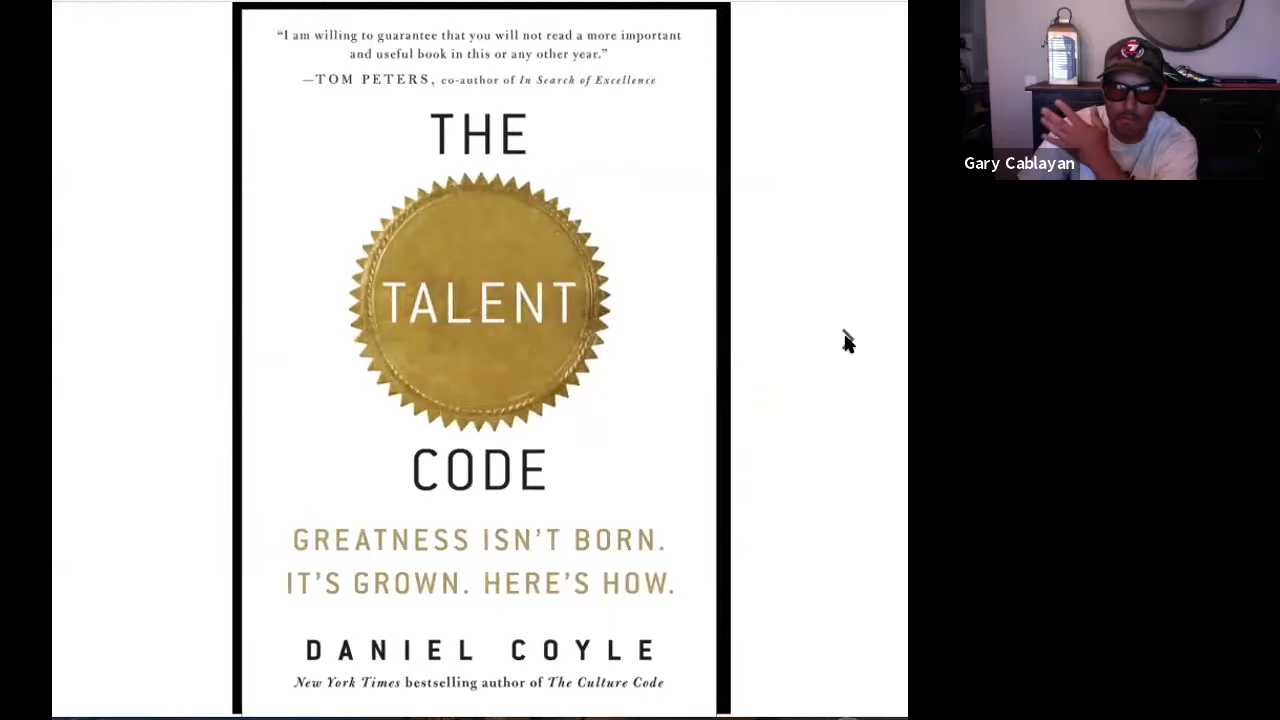 “I am willing to guarantee that you will not read a more important
and useful book in this or any other year.”
—TOM PETERS, co-author of In Search of Excellence
THE
TALENT
CODE
GREATNESS ISN’T BORN.
IT’S GROWN. HERE’S HOW.
DANIEL COYLE
New York Times bestselling author of The Culture Code
Gary Cablayan